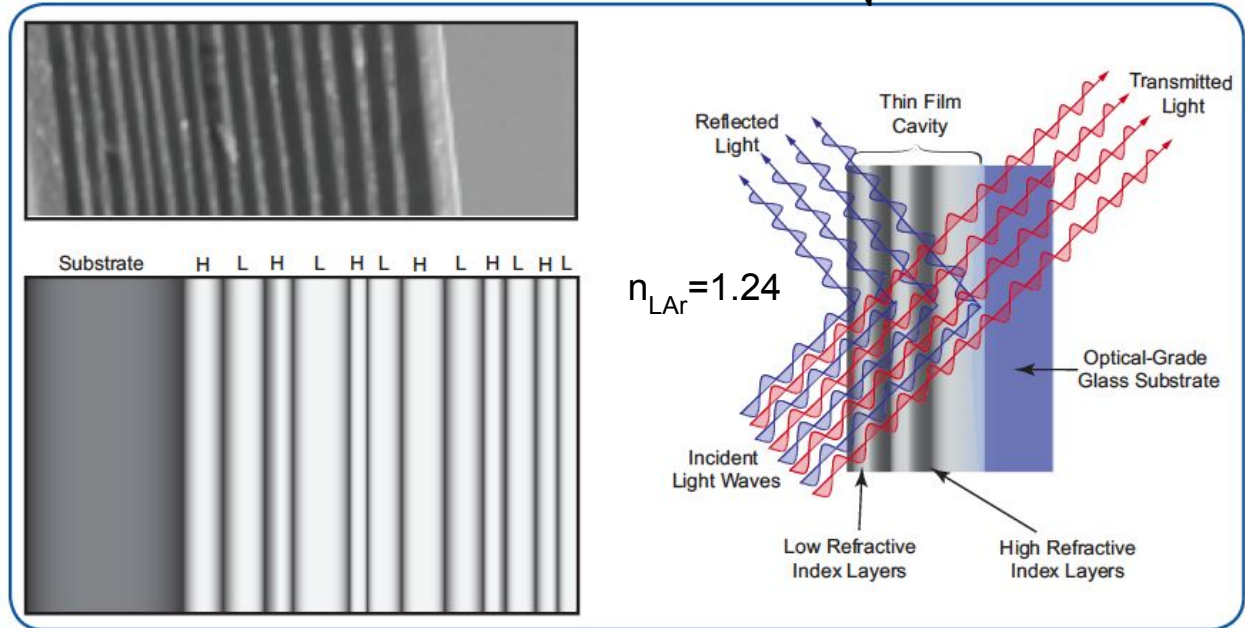 Substrate H L H L H L H L H L H L
n_LAr=1.24
Reflected
Light
Thin Film
Cavity
Transmitted
Light
Optical-Grade
Glass Substrate
Incident
Light Waves
Low Refractive
Index Layers
High Refractive
Index Layers